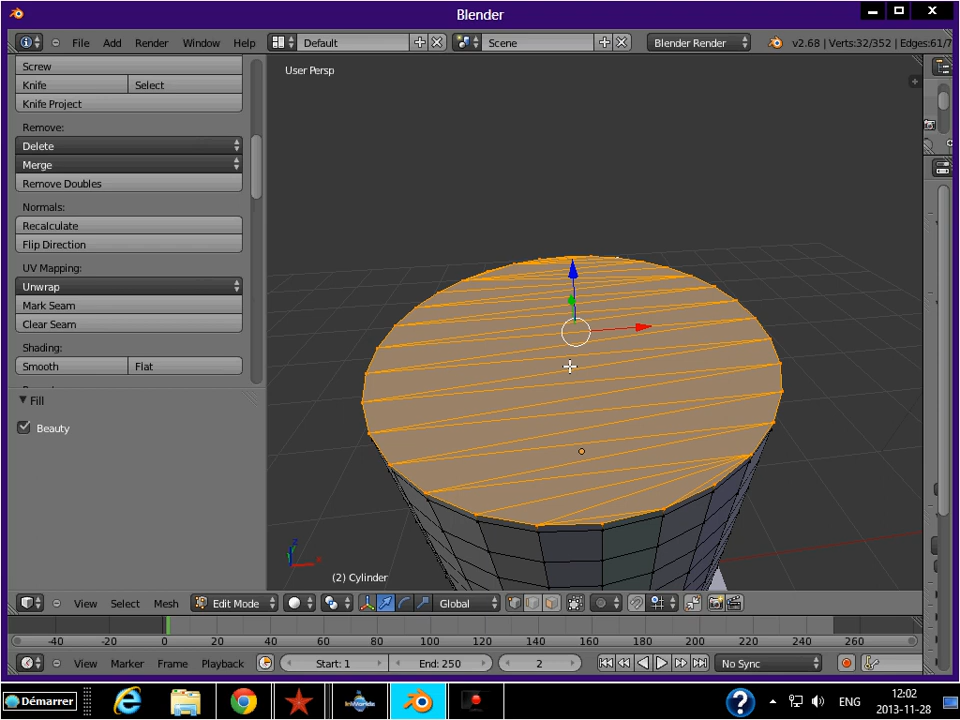 Blender
File Add Render Window Help Default Scene Blender Render v2.68 | Verts:32/352 | Edges:61/7
Screw
Knife Select
Knife Project
Remove:
Delete
Merge
Remove Doubles
Normals:
Recalculate
Flip Direction
UV Mapping:
Unwrap
Mark Seam
Clear Seam
Shading:
Smooth Flat
Fill
Beauty
User Persp
(2) Cylinder
View Select Mesh Edit Mode Global
-40 -20 0 20 40 60 80 100 120 140 160 180 200 220 240 260
View Marker Frame Playback Start: 1 End: 250 2 No Sync
Démarrer InWorldz ENG 12:02
2013-11-28